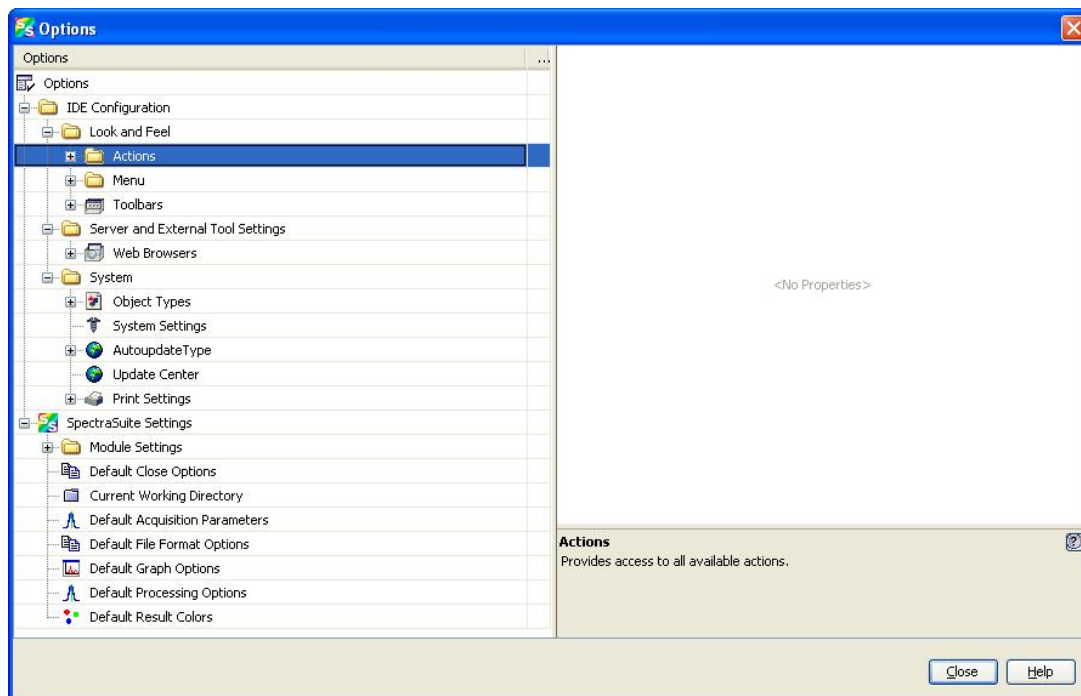 Options
Options
...
Options
IDE Configuration
Look and Feel
Actions
Menu
Toolbars
Server and External Tool Settings
Web Browsers
System
Object Types
System Settings
AutoupdateType
Update Center
Print Settings
SpectraSuite Settings
Module Settings
Default Close Options
Current Working Directory
Default Acquisition Parameters
Default File Format Options
Default Graph Options
Default Processing Options
Default Result Colors
<No Properties>
Actions
Provides access to all available actions.
Close
Help